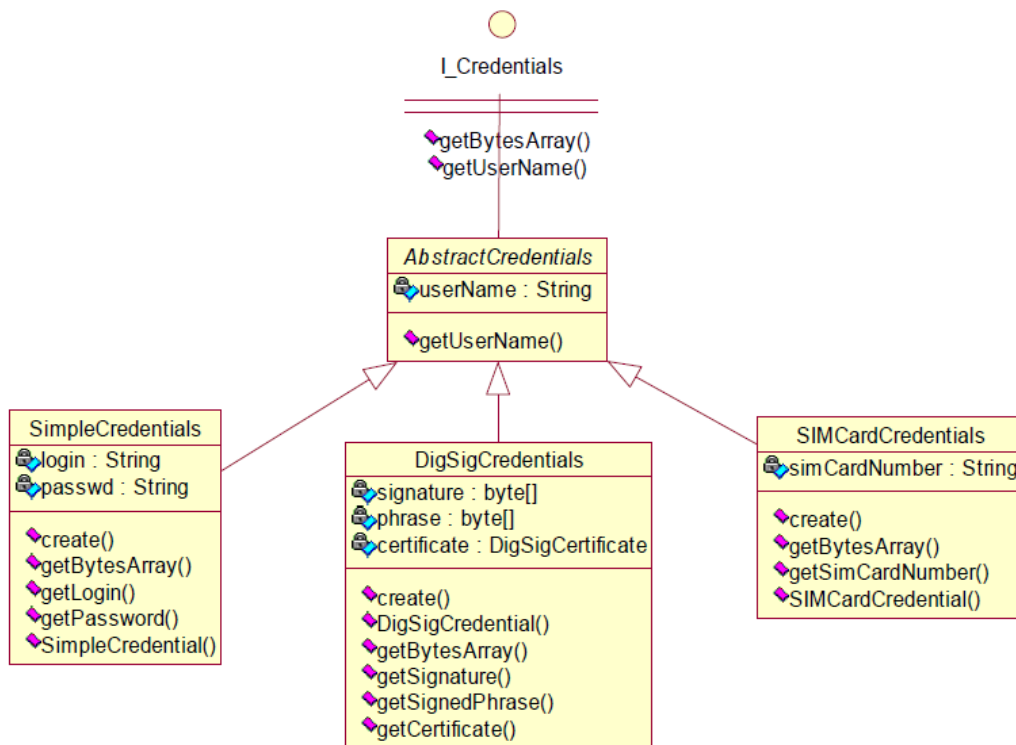 I_Credentials
getBytesArray()
getUserName()
AbstractCredentials
userName : String
getUserName()
SimpleCredentials
login : String
passwd : String
create()
getBytesArray()
getLogin()
getPassword()
SimpleCredential()
DigSigCredentials
signature : byte[]
phrase : byte[]
certificate : DigSigCertificate
create()
DigSigCredential()
getBytesArray()
getSignature()
getSignedPhrase()
getCertificate()
SIMCardCredentials
simCardNumber : String
create()
getBytesArray()
getSimCardNumber()
SIMCardCredential()